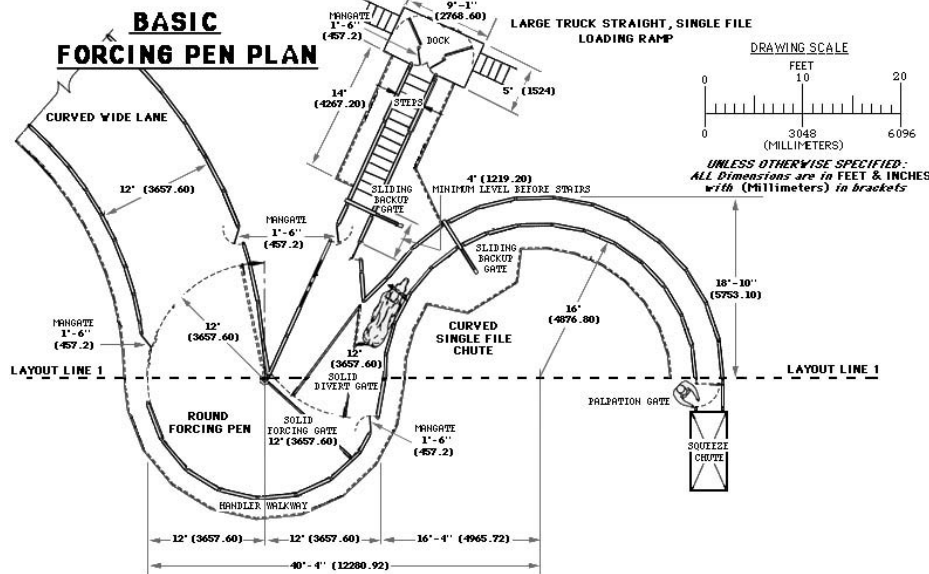 BASIC
FORCING PEN PLAN
MANGATE
1'-6"
(457.2)
9'-1"
(2768.60)
DOCK
LARGE TRUCK STRAIGHT, SINGLE FILE
LOADING RAMP
DRAWING SCALE
FEET
0 10 20
0 3048 6096
(MILLIMETERS)
UNLESS OTHERWISE SPECIFIED:
ALL Dimensions are in FEET & INCHES
with (Millimeters) in brackets
5' (1524)
14'
(4267.20)
STEPS
CURVED WIDE LANE
12' (3657.60)
4' (1219.20)
MINIMUM LEVEL BEFORE STAIRS
SLIDING
BACKUP
GATE
MANGATE
1'-6"
(457.2)
SLIDING
BACKUP
GATE
18'-10"
(5753.10)
16'
(4876.80)
MANGATE
1'-6"
(457.2)
12'
(3657.60)
CURVED
SINGLE FILE
CHUTE
12'
(3657.60)
SOLID
DIVERT GATE
LAYOUT LINE 1
LAYOUT LINE 1
PALPATION GATE
ROUND
FORCING PEN
SOLID
FORCING GATE
12' (3657.60)
MANGATE
1'-6"
(457.2)
SQUEEZE
CHUTE
HANDLER WALKWAY
12' (3657.60)
12' (3657.60)
16'-4" (4965.72)
40'-4" (12280.92)